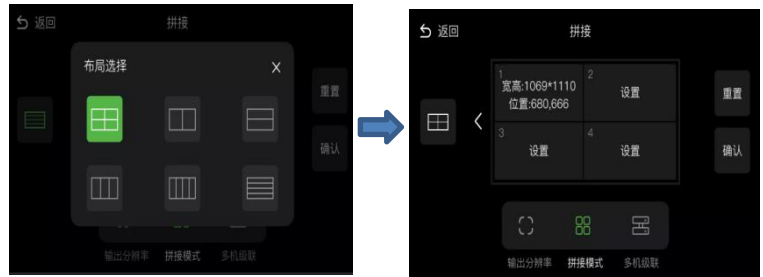 返回
拼接
布局选择
X
重置
确认
输出分辨率
拼接模式
多机级联
返回
拼接
1
宽高:1069*1110
位置:680,666
2
设置
3
设置
4
设置
重置
确认
输出分辨率
拼接模式
多机级联